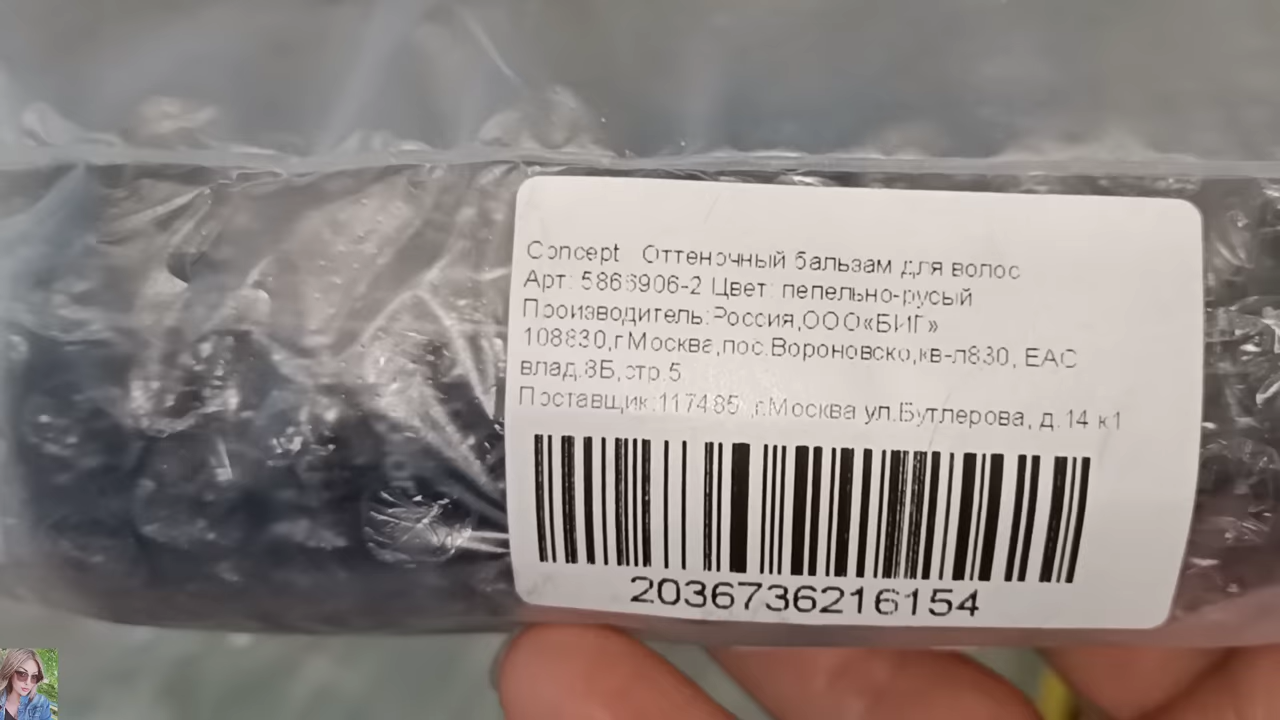 Concept Оттеночный бальзам для волос
Арт: 5866906-2 Цвет: пепельно-русый
Производитель:Россия,ООО«БИГ»
108830,г.Москва,пос.Вороновско,кв-л830, ЕАС
влад.8Б,стр.5
Поставщик:117485 ,г.Москва ул.Бутлерова, д.14 к1
2036736216154